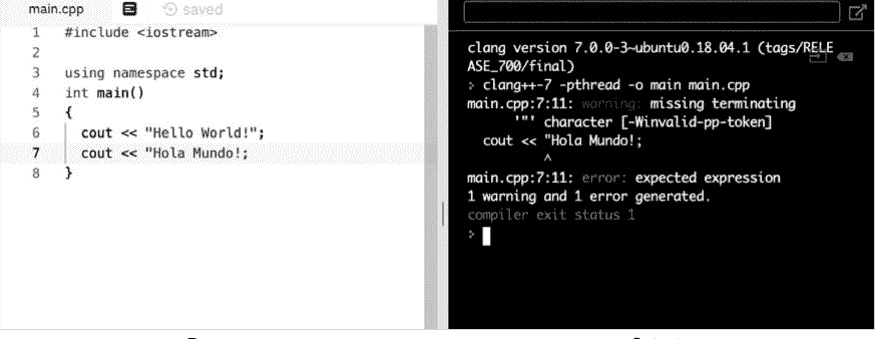 main.cpp
saved
1 #include <iostream>
2
3 using namespace std;
4 int main()
5 {
6 cout << "Hello World!";
7 cout << "Hola Mundo!;
8 }
clang version 7.0.0-3~ubuntu0.18.04.1 (tags/RELE
ASE_700/final)
> clang++-7 -pthread -o main main.cpp
main.cpp:7:11: warning: missing terminating
'"' character [-Winvalid-pp-token]
cout << "Hola Mundo!;
^
main.cpp:7:11: error: expected expression
1 warning and 1 error generated.
compiler exit status 1
>